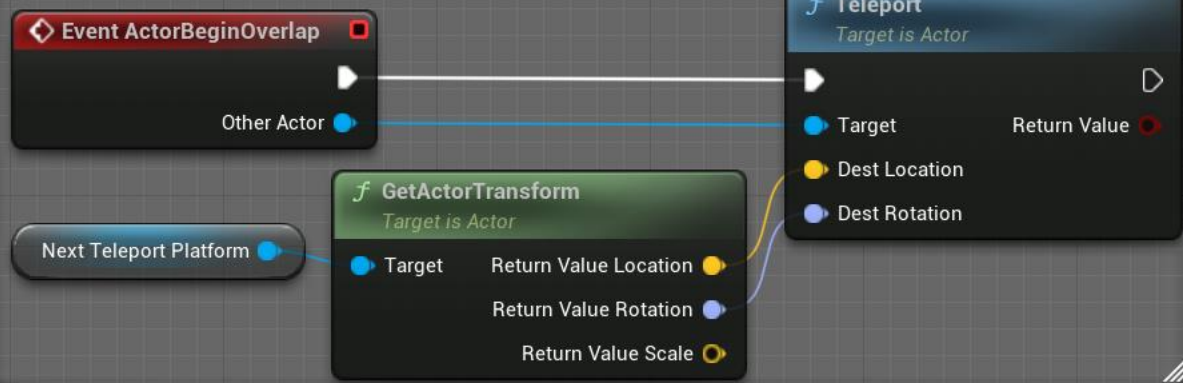 Event ActorBeginOverlap
Other Actor
Next Teleport Platform
f GetActorTransform
Target is Actor
Target
Return Value Location
Return Value Rotation
Return Value Scale
f Teleport
Target is Actor
Target
Return Value
Dest Location
Dest Rotation